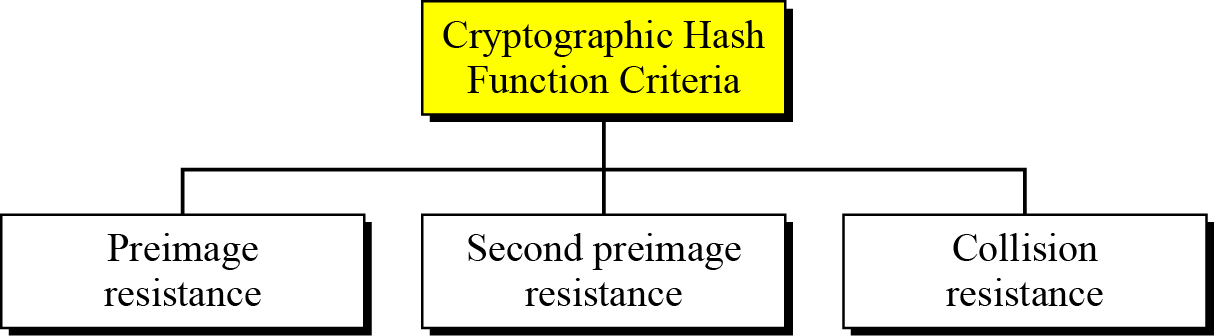 Cryptographic Hash
Function Criteria
Preimage
resistance
Second preimage
resistance
Collision
resistance